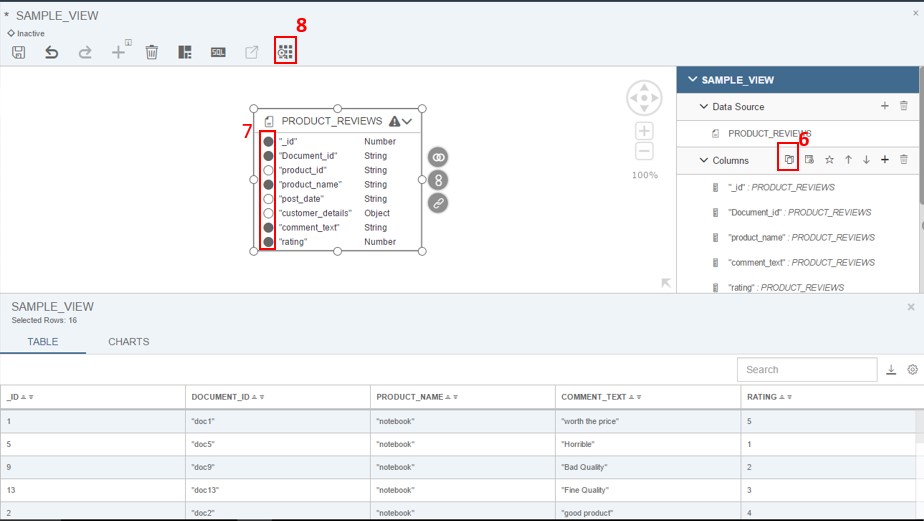 * SAMPLE_VIEW
×
8
Inactive
SQL
7
PRODUCT_REVIEWS
"_id" Number
"Document_id" String
"product_id" String
"product_name" String
"post_date" String
"customer_details" Object
"comment_text" String
"rating" Number
100%
SAMPLE_VIEW
Data Source
PRODUCT_REVIEWS
6
Columns
"_id" : PRODUCT_REVIEWS
"Document_id" : PRODUCT_REVIEWS
"product_name" : PRODUCT_REVIEWS
"comment_text" : PRODUCT_REVIEWS
"rating" : PRODUCT_REVIEWS
SAMPLE_VIEW
Selected Rows: 16
TABLE CHARTS
Search
_ID DOCUMENT_ID PRODUCT_NAME COMMENT_TEXT RATING
1 "doc1" "notebook" "worth the price" 5
5 "doc5" "notebook" "Horrible" 1
9 "doc9" "notebook" "Bad Quality" 2
13 "doc13" "notebook" "Fine Quality" 3
2 "doc2" "notebook" "good product" 4